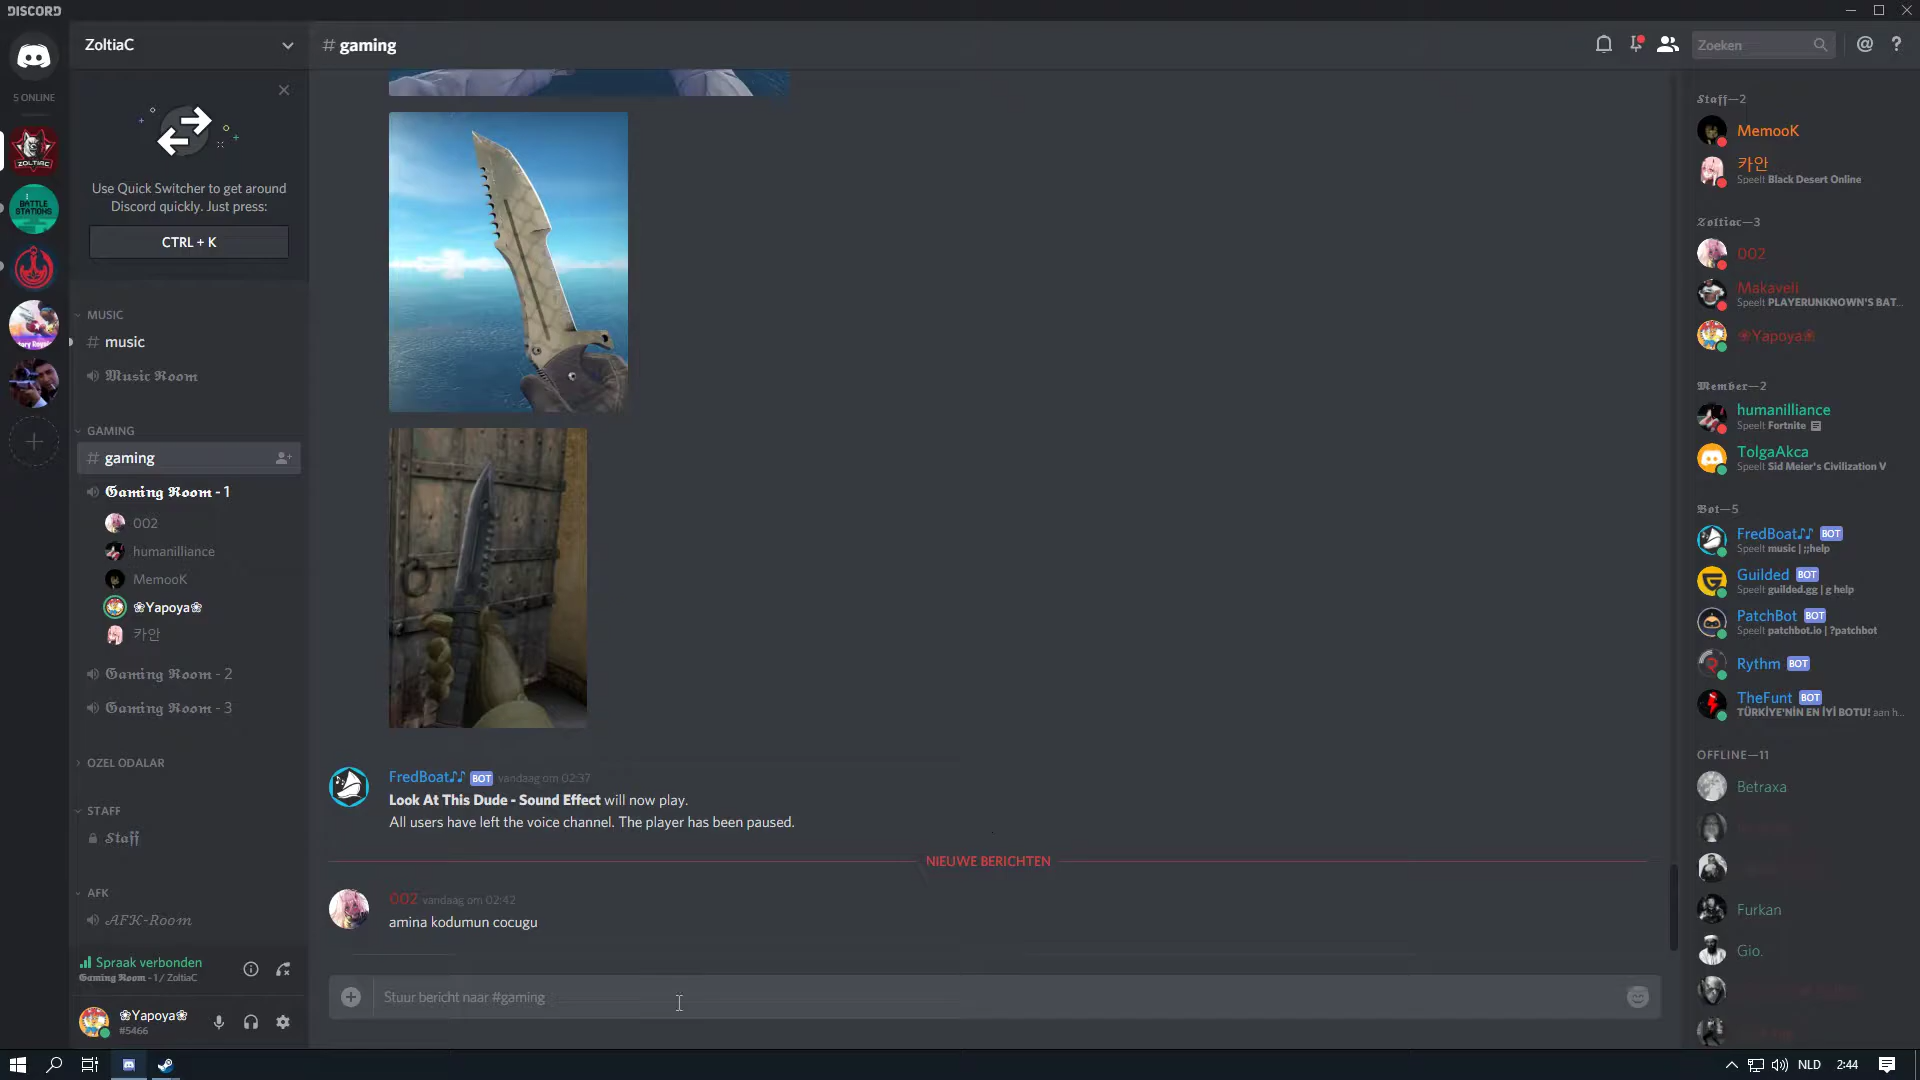 DISCORD
5 ONLINE
ZOLTIAC
BATTLE
STATIONS
ZoltiaC
Use Quick Switcher to get around
Discord quickly. Just press:
CTRL + K
MUSIC
# music
Music Room
GAMING
# gaming
Gaming Room - 1
002
humanilliance
MemooK
❀Yapoya❀
카안
Gaming Room - 2
Gaming Room - 3
OZEL ODALAR
STAFF
Staff
AFK
AFK-Room
Spraak verbonden
Gaming Room - 1 / ZoltiaC
❀Yapoya❀
#5466
# gaming
Zoeken
FredBoat♪♪ BOT vandaag om 02:37
Look At This Dude - Sound Effect will now play.
All users have left the voice channel. The player has been paused.
NIEUWE BERICHTEN
002 vandaag om 02:42
amina kodumun cocugu
Stuur bericht naar #gaming
Staff—2
MemooK
카안
Speelt Black Desert Online
Zoltiac—3
002
Makaveli
Speelt PLAYERUNKNOWN'S BAT...
❀Yapoya❀
Member—2
humanilliance
Speelt Fortnite
TolgaAkca
Speelt Sid Meier's Civilization V
Bot—5
FredBoat♪♪ BOT
Speelt music | ;;help
Guilded BOT
Speelt guilded.gg | g help
PatchBot BOT
Speelt patchbot.io | ?patchbot
Rythm BOT
TheFunt BOT
TÜRKİYE'NİN EN İYİ BOTU! aan h...
OFFLINE—11
Betraxa
Furkan
Gio.
NLD
2:44